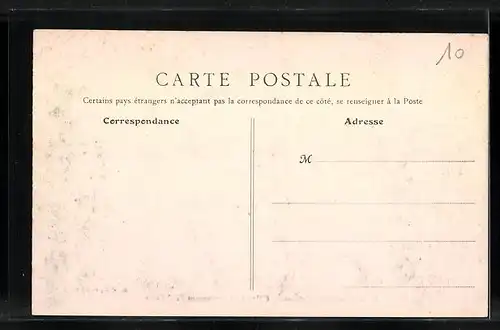 10
CARTE POSTALE
Certains pays étrangers n'acceptant pas la correspondance de ce côté, se renseigner à la Poste
Correspondance
Adresse
M